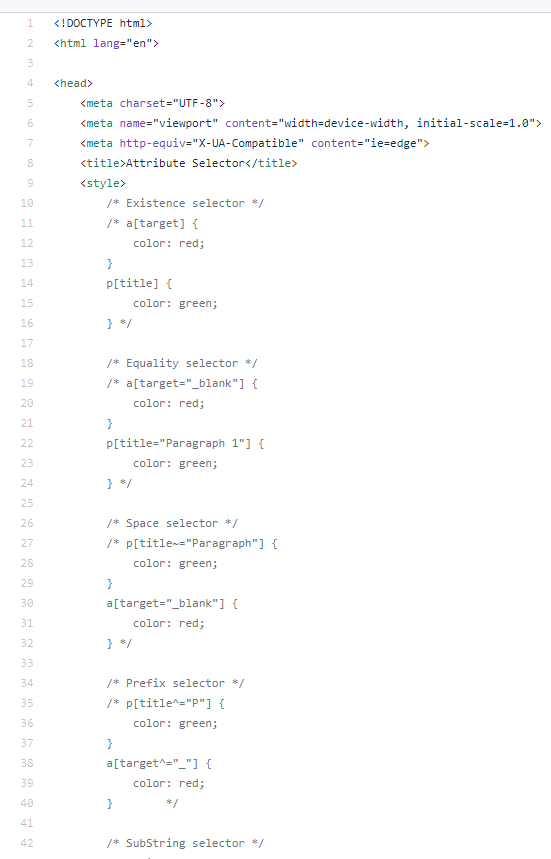 1 <!DOCTYPE html>
2 <html lang="en">
3
4 <head>
5     <meta charset="UTF-8">
6     <meta name="viewport" content="width=device-width, initial-scale=1.0">
7     <meta http-equiv="X-UA-Compatible" content="ie=edge">
8     <title>Attribute Selector</title>
9     <style>
10         /* Existence selector */
11         /* a[target] {
12             color: red;
13         }
14         p[title] {
15             color: green;
16         } */
17
18         /* Equality selector */
19         /* a[target="_blank"] {
20             color: red;
21         }
22         p[title="Paragraph 1"] {
23             color: green;
24         } */
25
26         /* Space selector */
27         /* p[title~="Paragraph"] {
28             color: green;
29         }
30         a[target="_blank"] {
31             color: red;
32         } */
33
34         /* Prefix selector */
35         /* p[title^="P"] {
36             color: green;
37         }
38         a[target^="_"] {
39             color: red;
40         }        */
41
42         /* SubString selector */